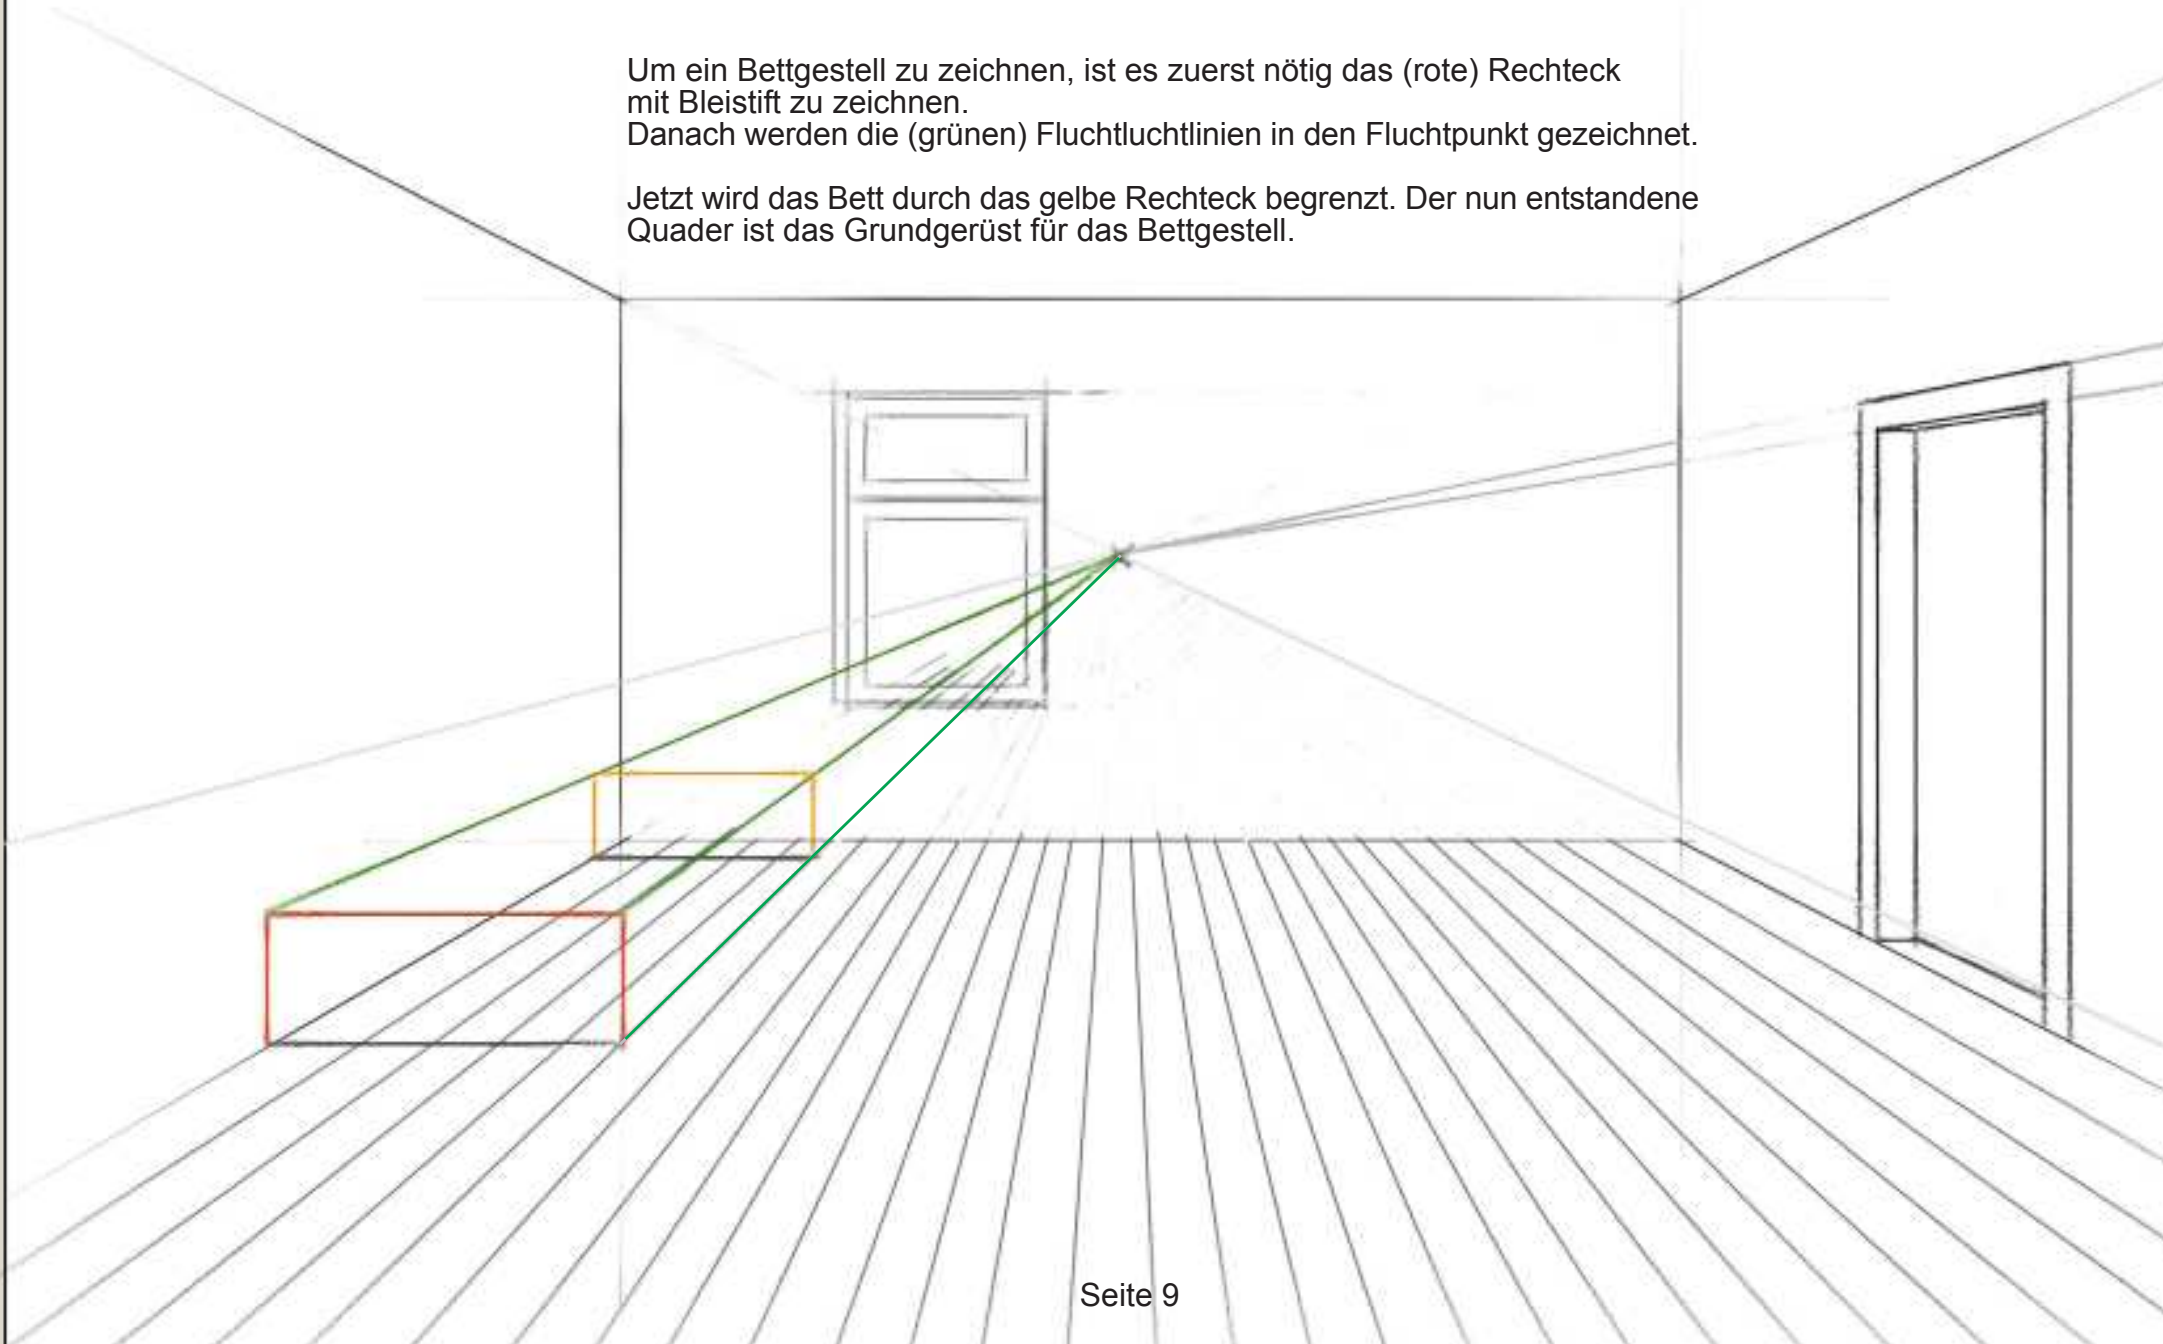 Um ein Bettgestell zu zeichnen, ist es zuerst nötig das (rote) Rechteck
mit Bleistift zu zeichnen.
Danach werden die (grünen) Fluchtluchtlinien in den Fluchtpunkt gezeichnet.
Jetzt wird das Bett durch das gelbe Rechteck begrenzt. Der nun entstandene
Quader ist das Grundgerüst für das Bettgestell.
Seite 9